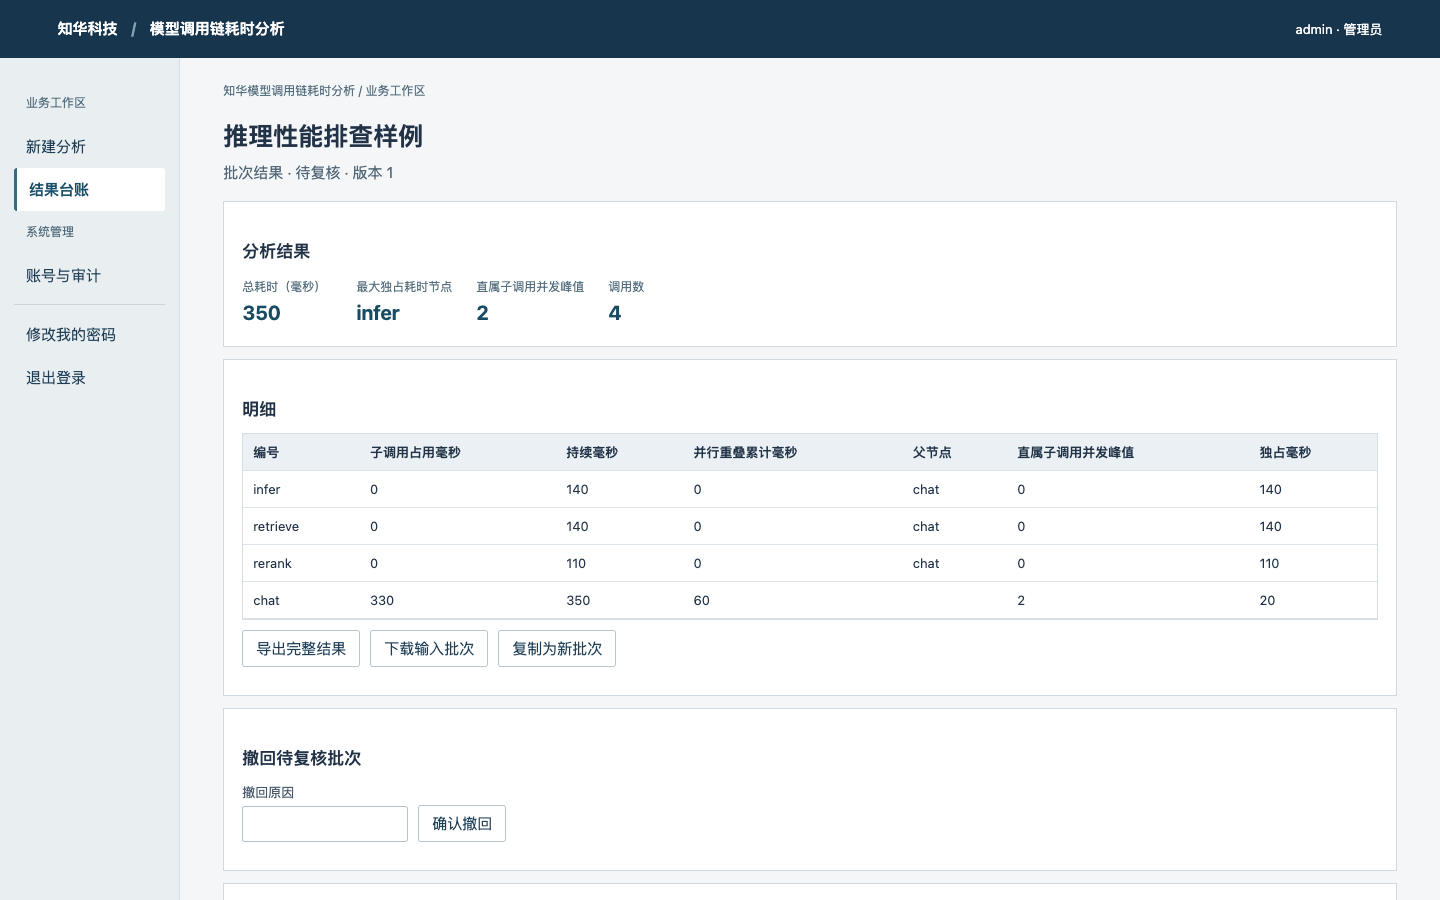 知华科技 / 模型调用链耗时分析
admin · 管理员
业务工作区
新建分析
结果台账
系统管理
账号与审计
修改我的密码
退出登录
知华模型调用链耗时分析 / 业务工作区
推理性能排查样例
批次结果 · 待复核 · 版本 1
分析结果
总耗时（毫秒） 最大独占耗时节点 直属子调用并发峰值 调用数
350 infer 2 4
明细
编号 子调用占用毫秒 持续毫秒 并行重叠累计毫秒 父节点 直属子调用并发峰值 独占毫秒
infer 0 140 0 chat 0 140
retrieve 0 140 0 chat 0 140
rerank 0 110 0 chat 0 110
chat 330 350 60 2 20
导出完整结果 下载输入批次 复制为新批次
撤回待复核批次
撤回原因
确认撤回